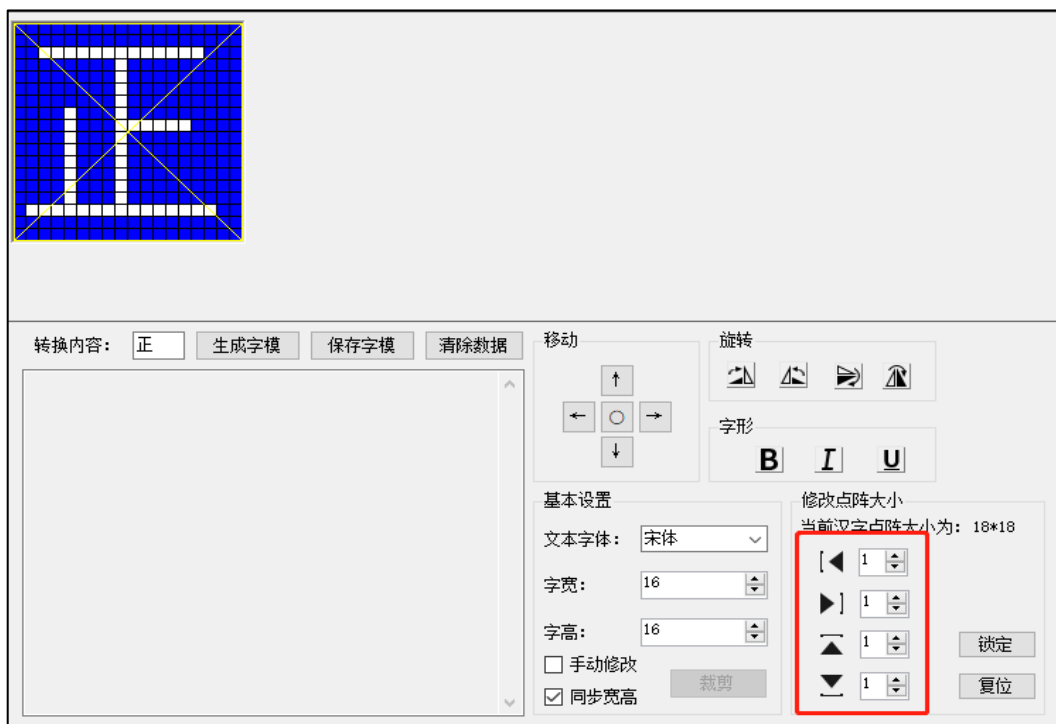 正
转换内容： 正 生成字模 保存字模 清除数据
移动
↑
← ○ →
↓
旋转
字形
B I U
基本设置
文本字体： 宋体
字宽： 16
字高： 16
手动修改
同步宽高
裁剪
修改点阵大小
当前汉字点阵大小为：18*18
1
1
1
1
锁定
复位